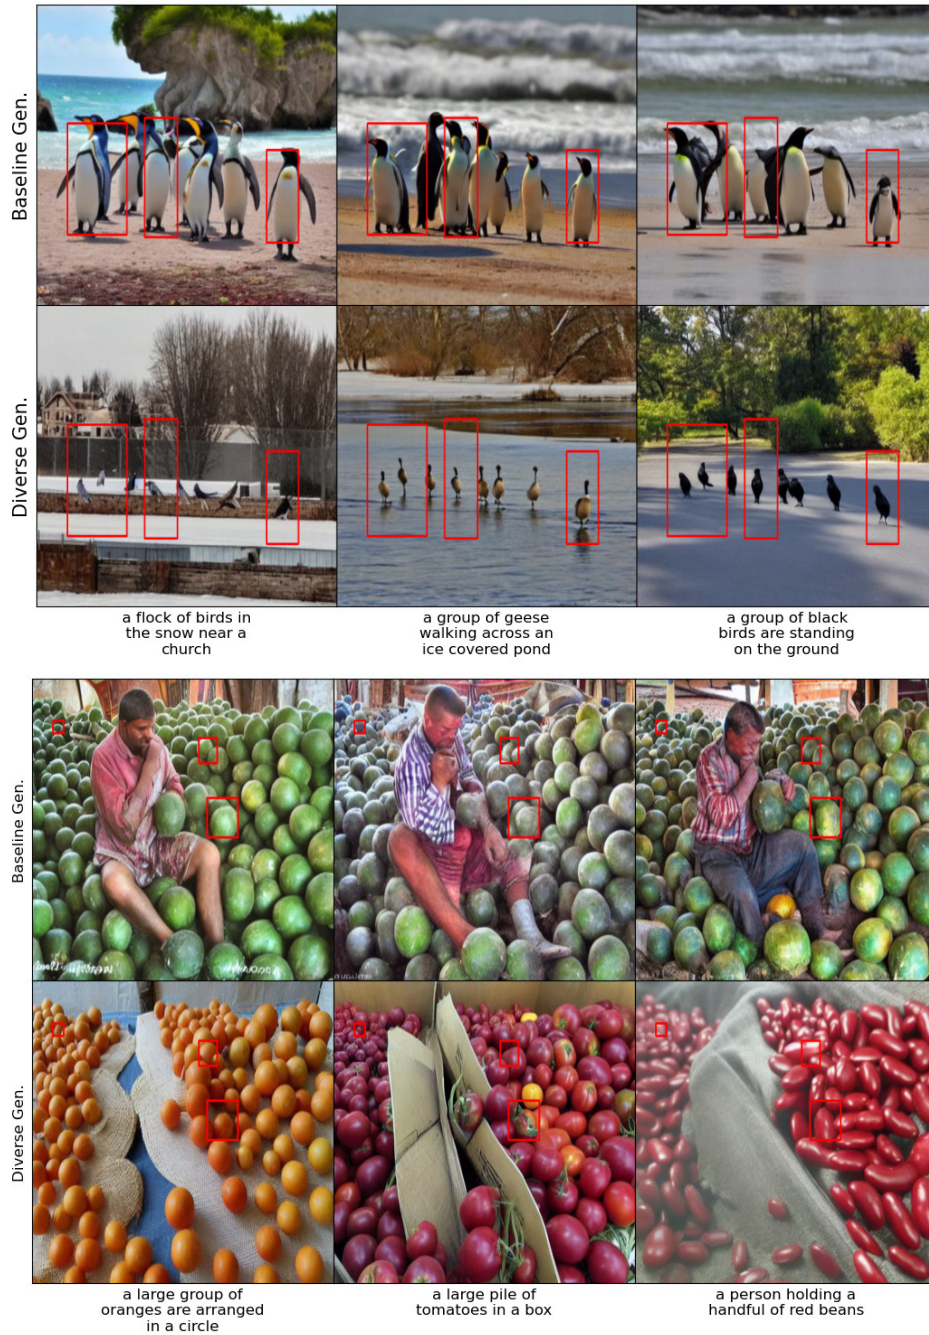 Baseline Gen.
Diverse Gen.
a flock of birds in
the snow near a
church
a group of geese
walking across an
ice covered pond
a group of black
birds are standing
on the ground
Baseline Gen.
Diverse Gen.
a large group of
oranges are arranged
in a circle
a large pile of
tomatoes in a box
a person holding a
handful of red beans